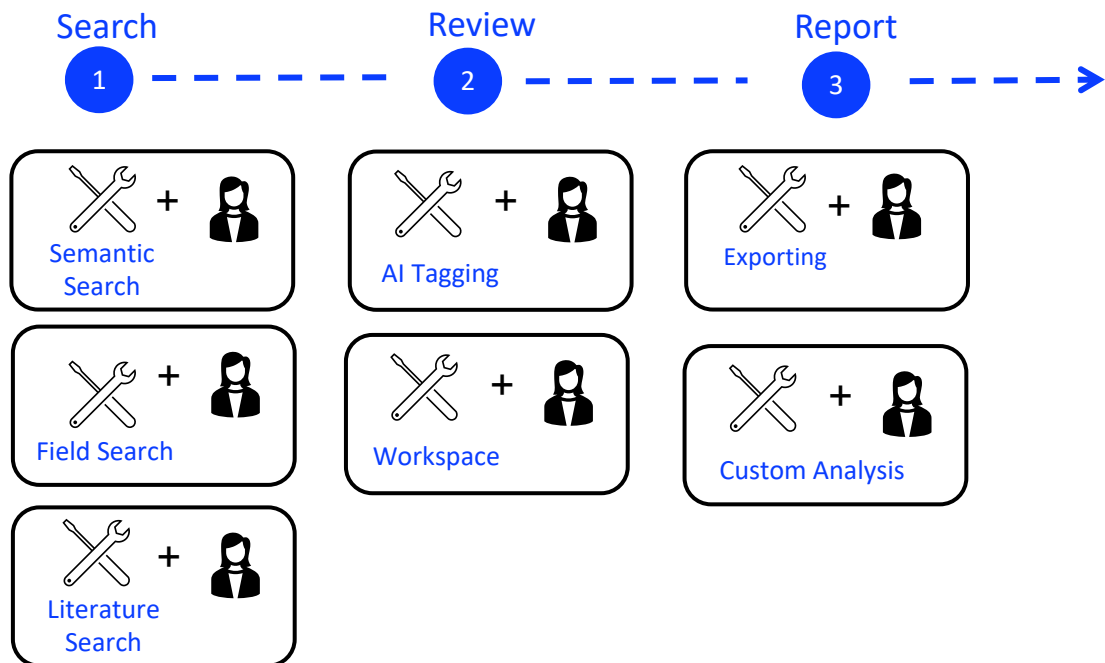 Search
Review
Report
1
2
3
+
Semantic
Search
+
AI Tagging
+
Exporting
+
Field Search
+
Workspace
+
Custom Analysis
+
Literature
Search